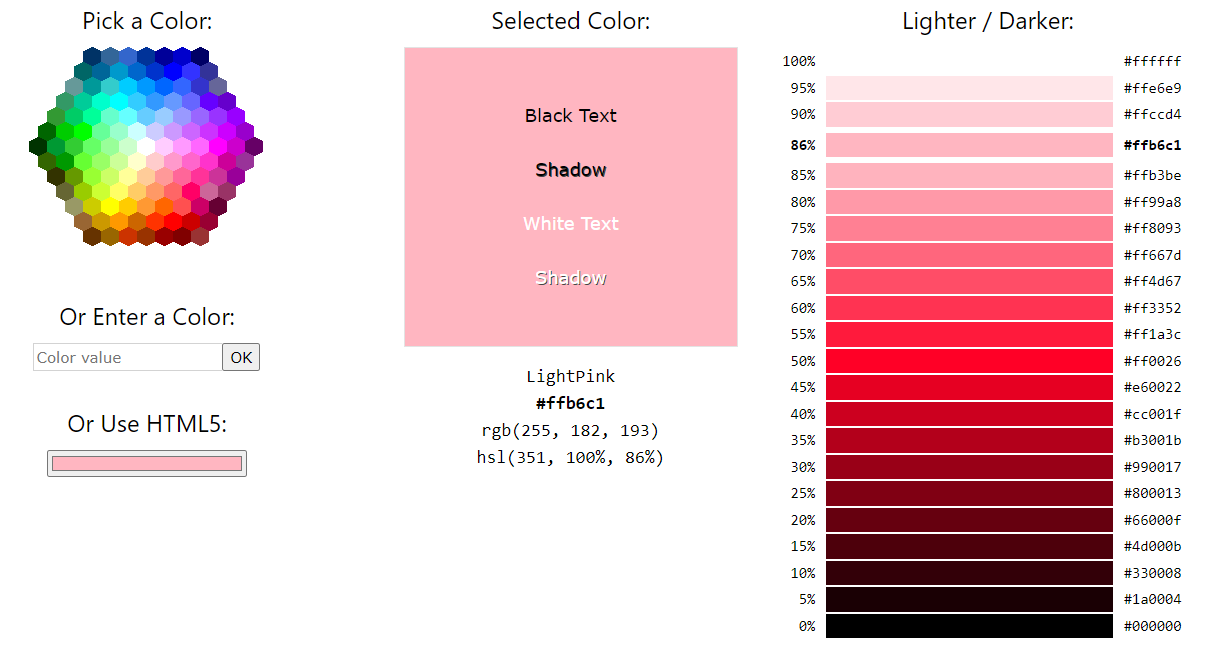 Pick a Color:
Or Enter a Color:
Color value
OK
Or Use HTML5:
Selected Color:
Black Text
Shadow
White Text
Shadow
LightPink
#ffb6c1
rgb(255, 182, 193)
hsl(351, 100%, 86%)
Lighter / Darker:
100% #ffffff
95% #ffe6e9
90% #ffccd4
86% #ffb6c1
85% #ffb3be
80% #ff99a8
75% #ff8093
70% #ff667d
65% #ff4d67
60% #ff3352
55% #ff1a3c
50% #ff0026
45% #e60022
40% #cc001f
35% #b3001b
30% #990017
25% #800013
20% #66000f
15% #4d000b
10% #330008
5% #1a0004
0% #000000